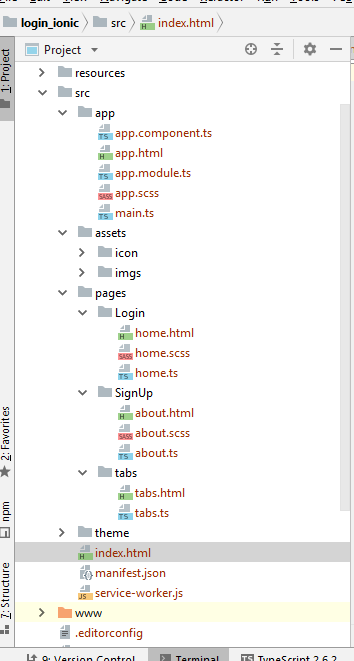 login_ionic src index.html
Project
1: Project
resources
src
app
app.component.ts
app.html
app.module.ts
app.scss
main.ts
assets
icon
imgs
pages
Login
home.html
home.scss
home.ts
SignUp
about.html
about.scss
about.ts
tabs
tabs.html
tabs.ts
theme
index.html
manifest.json
service-worker.js
www
.editorconfig
2: Favorites
npm
7: Structure
9: Version Control Terminal TypeScript 2.6.2